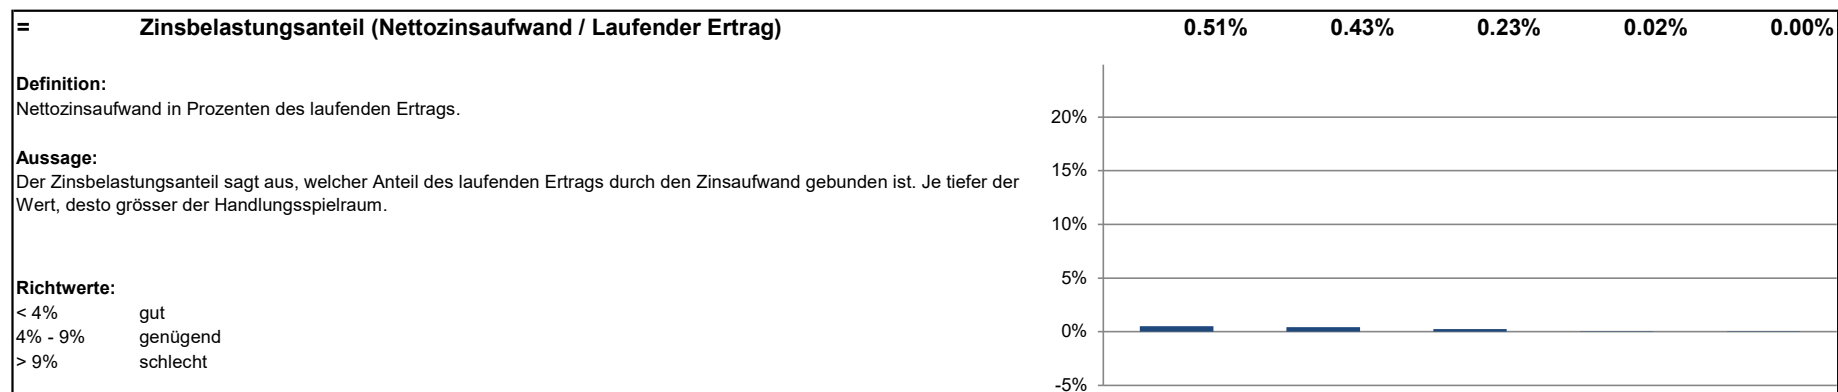 = Zinsbelastungsanteil (Nettozinsaufwand / Laufender Ertrag) 0.51% 0.43% 0.23% 0.02% 0.00%
Definition:
Nettozinsaufwand in Prozenten des laufenden Ertrags.
Aussage:
Der Zinsbelastungsanteil sagt aus, welcher Anteil des laufenden Ertrags durch den Zinsaufwand gebunden ist. Je tiefer der
Wert, desto grösser der Handlungsspielraum.
Richtwerte:
< 4% gut
4% - 9% genügend
> 9% schlecht
20%
15%
10%
5%
0%
-5%